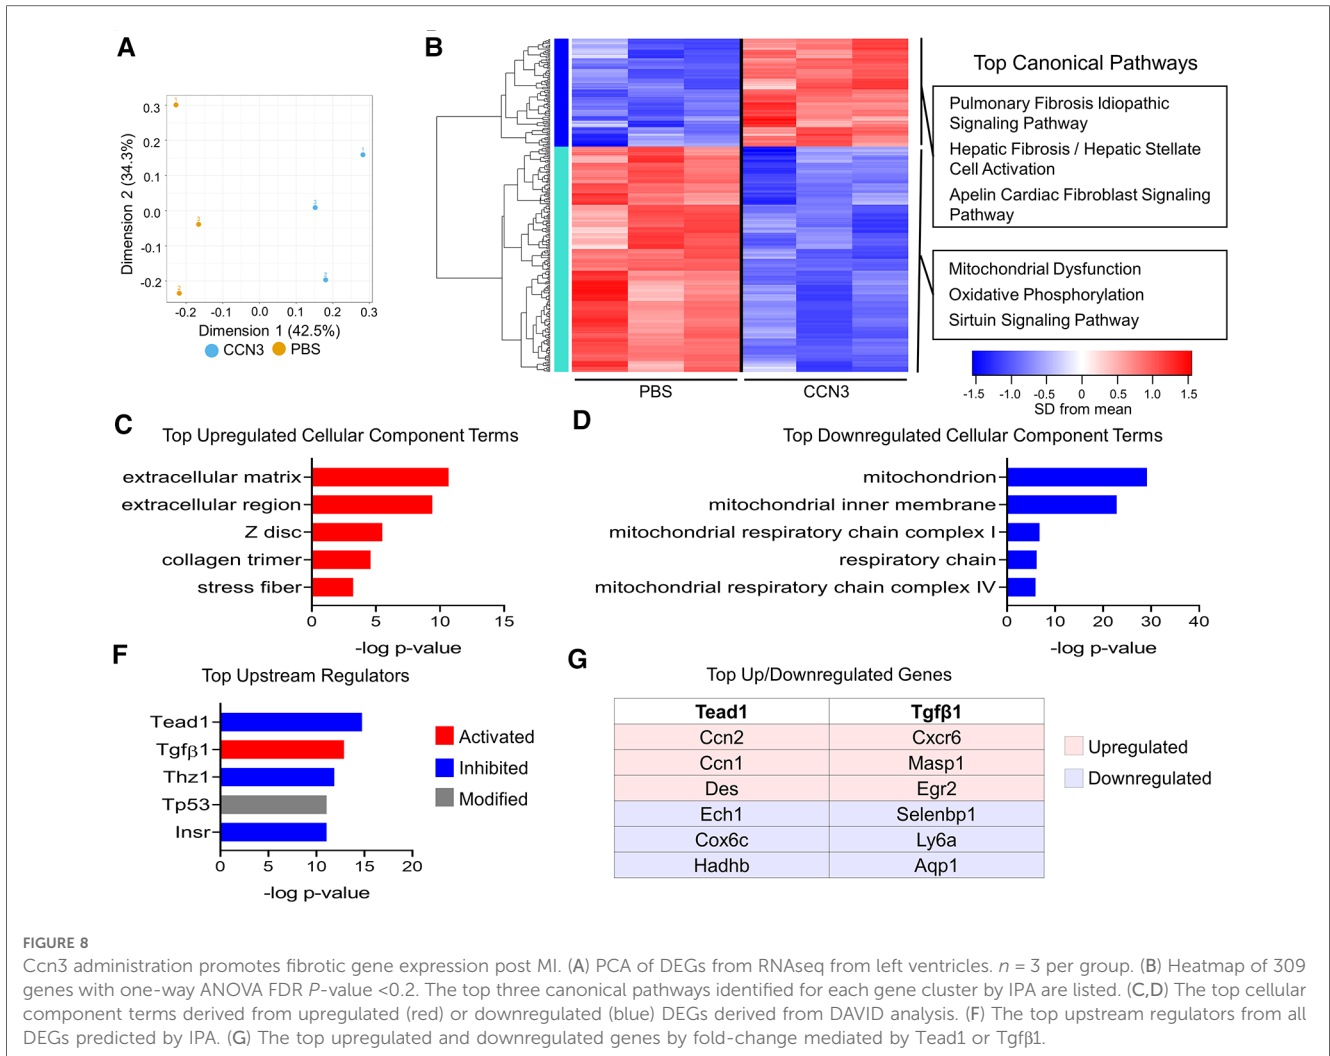 A
0.3
0.2
0.1
0.0
-0.1
-0.2
Dimension 2 (34.3%)
1
1
3
3
2
2
-0.2 -0.1 0.0 0.1 0.2 0.3
Dimension 1 (42.5%)
CCN3 PBS
B
PBS CCN3
Top Canonical Pathways
Pulmonary Fibrosis Idiopathic
Signaling Pathway
Hepatic Fibrosis / Hepatic Stellate
Cell Activation
Apelin Cardiac Fibroblast Signaling
Pathway
Mitochondrial Dysfunction
Oxidative Phosphorylation
Sirtuin Signaling Pathway
-1.5 -1.0 -0.5 0 0.5 1.0 1.5
SD from mean
C
Top Upregulated Cellular Component Terms
extracellular matrix
extracellular region
Z disc
collagen trimer
stress fiber
0 5 10 15
-log p-value
D
Top Downregulated Cellular Component Terms
mitochondrion
mitochondrial inner membrane
mitochondrial respiratory chain complex I
respiratory chain
mitochondrial respiratory chain complex IV
0 10 20 30 40
-log p-value
F
Top Upstream Regulators
Tead1
Tgfβ1
Thz1
Tp53
Insr
0 5 10 15 20
-log p-value
Activated
Inhibited
Modified
G
Top Up/Downregulated Genes
Tead1 Tgfβ1
Ccn2 Cxcr6
Ccn1 Masp1
Des Egr2
Ech1 Selenbp1
Cox6c Ly6a
Hadhb Aqp1
Upregulated
Downregulated
FIGURE 8
Ccn3 administration promotes fibrotic gene expression post MI. (A) PCA of DEGs from RNAseq from left ventricles. n = 3 per group. (B) Heatmap of 309
genes with one-way ANOVA FDR P-value <0.2. The top three canonical pathways identified for each gene cluster by IPA are listed. (C,D) The top cellular
component terms derived from upregulated (red) or downregulated (blue) DEGs derived from DAVID analysis. (F) The top upstream regulators from all
DEGs predicted by IPA. (G) The top upregulated and downregulated genes by fold-change mediated by Tead1 or Tgfβ1.